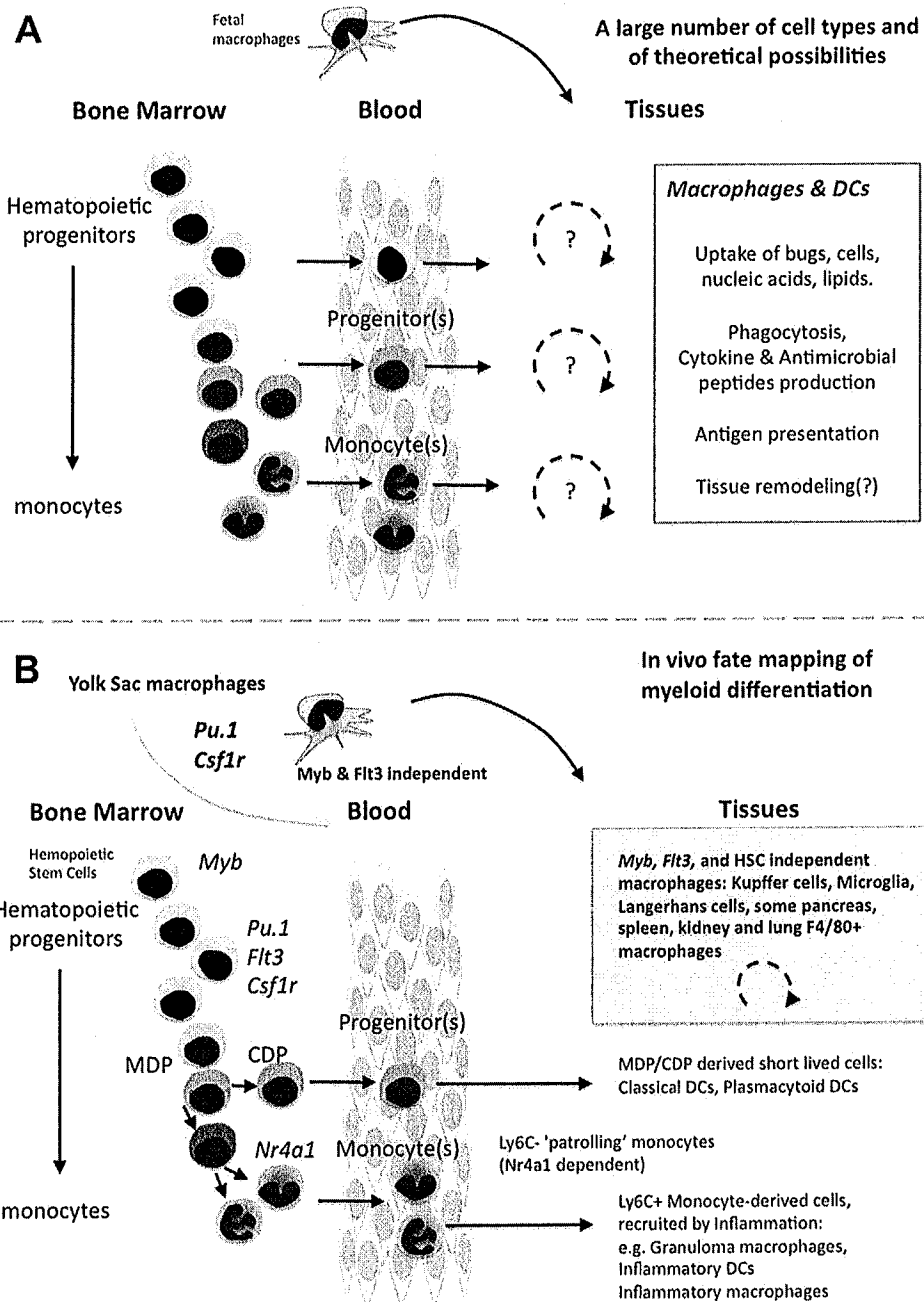 A
Fetal
macrophages
A large number of cell types and
of theoretical possibilities
Bone Marrow
Blood
Tissues
Hematopoietic
progenitors
monocytes
Progenitor(s)
Monocyte(s)
?
?
?
Macrophages & DCs
Uptake of bugs, cells,
nucleic acids, lipids.
Phagocytosis,
Cytokine & Antimicrobial
peptides production
Antigen presentation
Tissue remodeling(?)
B
Yolk Sac macrophages
Pu.1
Csf1r
Myb & Flt3 independent
In vivo fate mapping of
myeloid differentiation
Bone Marrow
Blood
Tissues
Hemopoietic
Stem Cells
Myb
Hematopoietic
progenitors
Pu.1
Flt3
Csf1r
MDP
CDP
Nr4a1
monocytes
Progenitor(s)
Monocyte(s)
Myb, Flt3, and HSC independent
macrophages: Kupffer cells, Microglia,
Langerhans cells, some pancreas,
spleen, kidney and lung F4/80+
macrophages
MDP/CDP derived short lived cells:
Classical DCs, Plasmacytoid DCs
Ly6C- 'patrolling' monocytes
(Nr4a1 dependent)
Ly6C+ Monocyte-derived cells,
recruited by Inflammation:
e.g. Granuloma macrophages,
Inflammatory DCs
Inflammatory macrophages